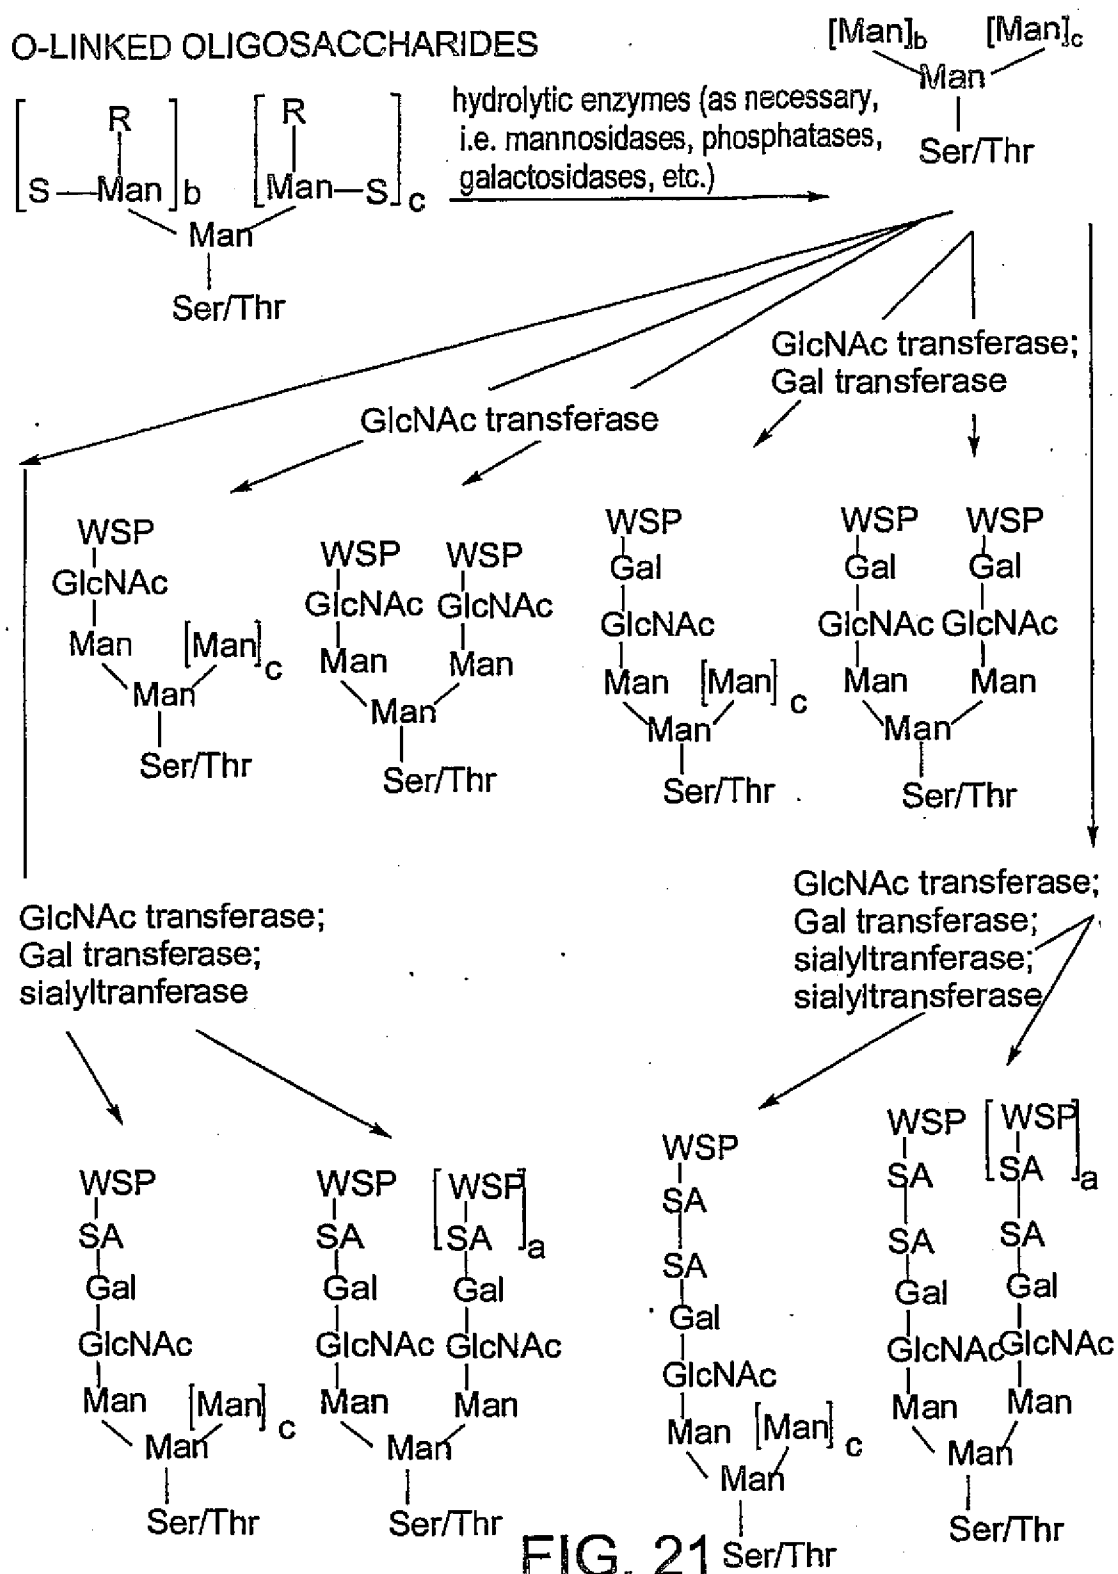 O-LINKED OLIGOSACCHARIDES
[Man]b [Man]c
Man
Ser/Thr
R R
[S—Man]b [Man—S]c
Man
Ser/Thr
hydrolytic enzymes (as necessary,
i.e. mannosidases, phosphatases,
galactosidases, etc.)
GlcNAc transferase;
Gal transferase
GlcNAc transferase
WSP
GlcNAc
Man [Man]c
Man
Ser/Thr
WSP WSP
GlcNAc GlcNAc
Man Man
Man
Ser/Thr
WSP
Gal
GlcNAc
Man [Man]c
Man
Ser/Thr
WSP WSP
Gal Gal
GlcNAc GlcNAc
Man Man
Man
Ser/Thr
GlcNAc transferase;
Gal transferase;
sialyltranferase
GlcNAc transferase;
Gal transferase;
sialyltranferase;
sialyltransferase
WSP
SA
Gal
GlcNAc
Man [Man]c
Man
Ser/Thr
WSP [WSP
SA SA]a
Gal Gal
GlcNAc GlcNAc
Man Man
Man
Ser/Thr
WSP
SA
SA
Gal
GlcNAc
Man [Man]c
Man
Ser/Thr
WSP [WSP
SA SA]a
SA SA
Gal Gal
GlcNAc GlcNAc
Man Man
Man
Ser/Thr
FIG. 21